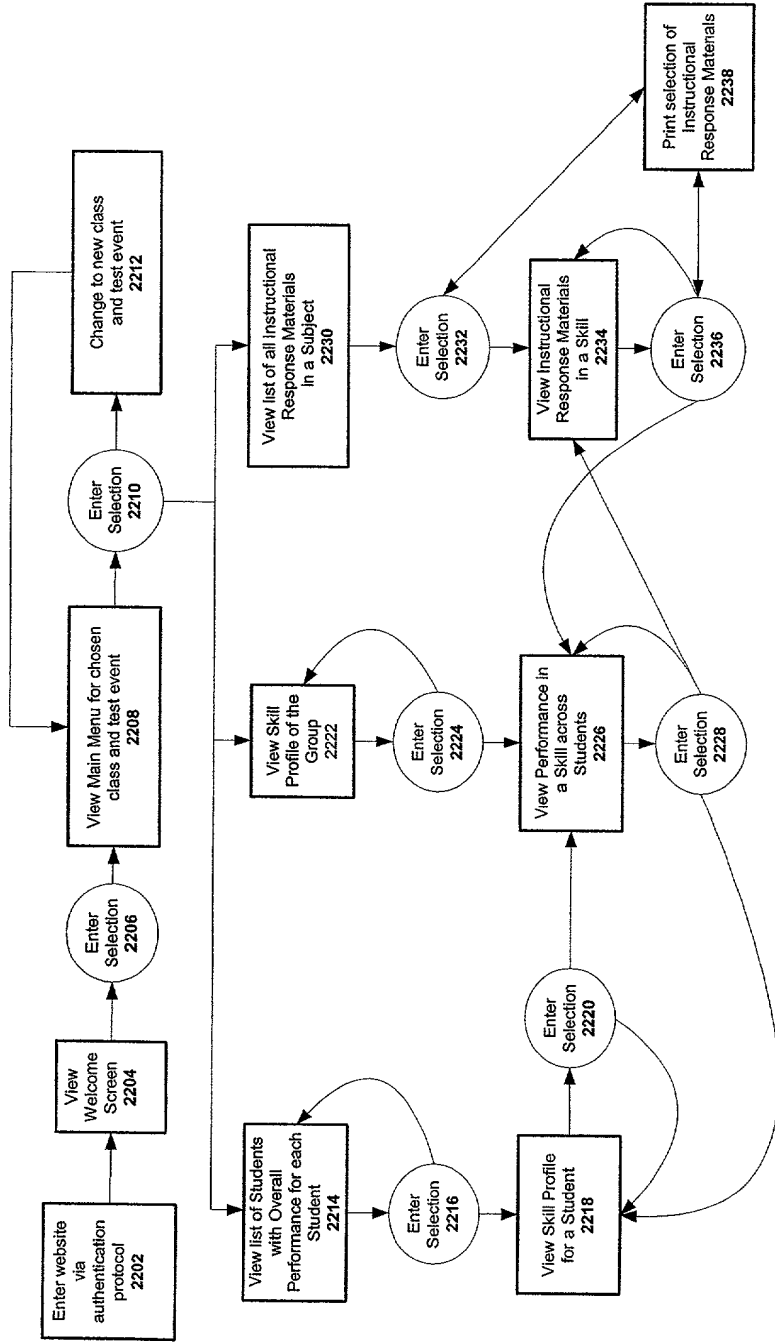 Enter website
via
authentication
protocol
2202
View
Welcome
Screen
2204
Enter
Selection
2206
View Main Menu for chosen
class and test event
2208
Enter
Selection
2210
Change to new class
and test event
2212
View list of Students
with Overall
Performance for each
Student
2214
Enter
Selection
2216
View Skill Profile
for a Student
2218
Enter
Selection
2220
View Skill
Profile of the
Group
2222
Enter
Selection
2224
View Performance in
a Skill across
Students
2226
Enter
Selection
2228
View list of all Instructional
Response Materials
in a Subject
2230
Enter
Selection
2232
View Instructional
Response Materials
in a Skill
2234
Enter
Selection
2236
Print selection of
Instructional
Response Materials
2238